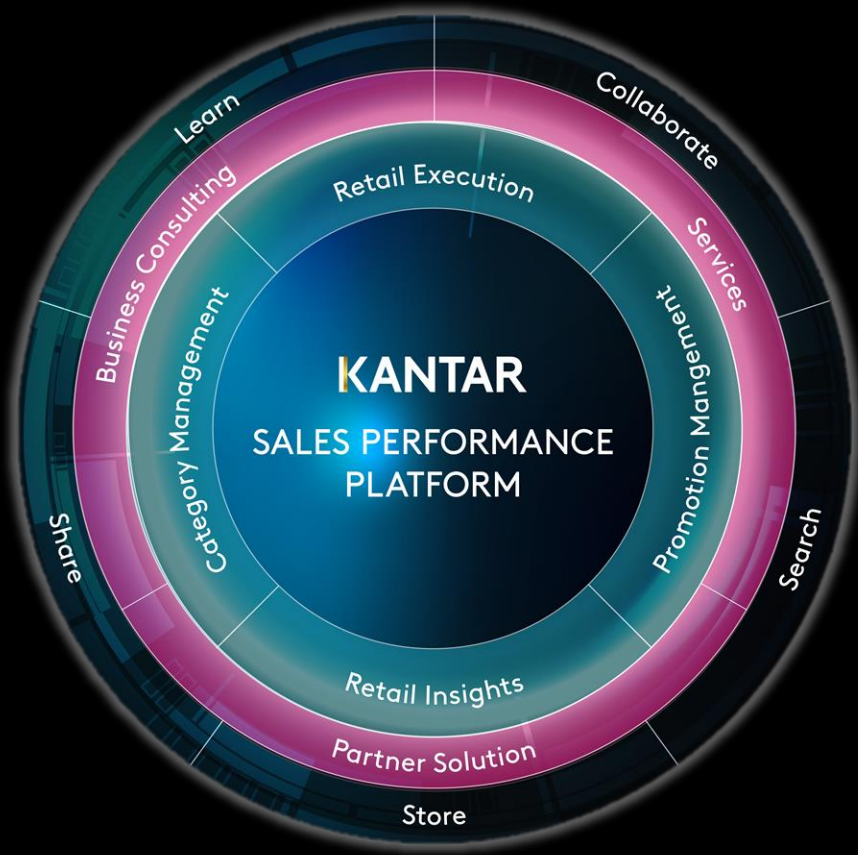 Learn
Collaborate
Business Consulting
Services
Retail Execution
Category Management
Promotion Mangement
KANTAR
SALES PERFORMANCE
PLATFORM
Share
Search
Retail Insights
Partner Solution
Store